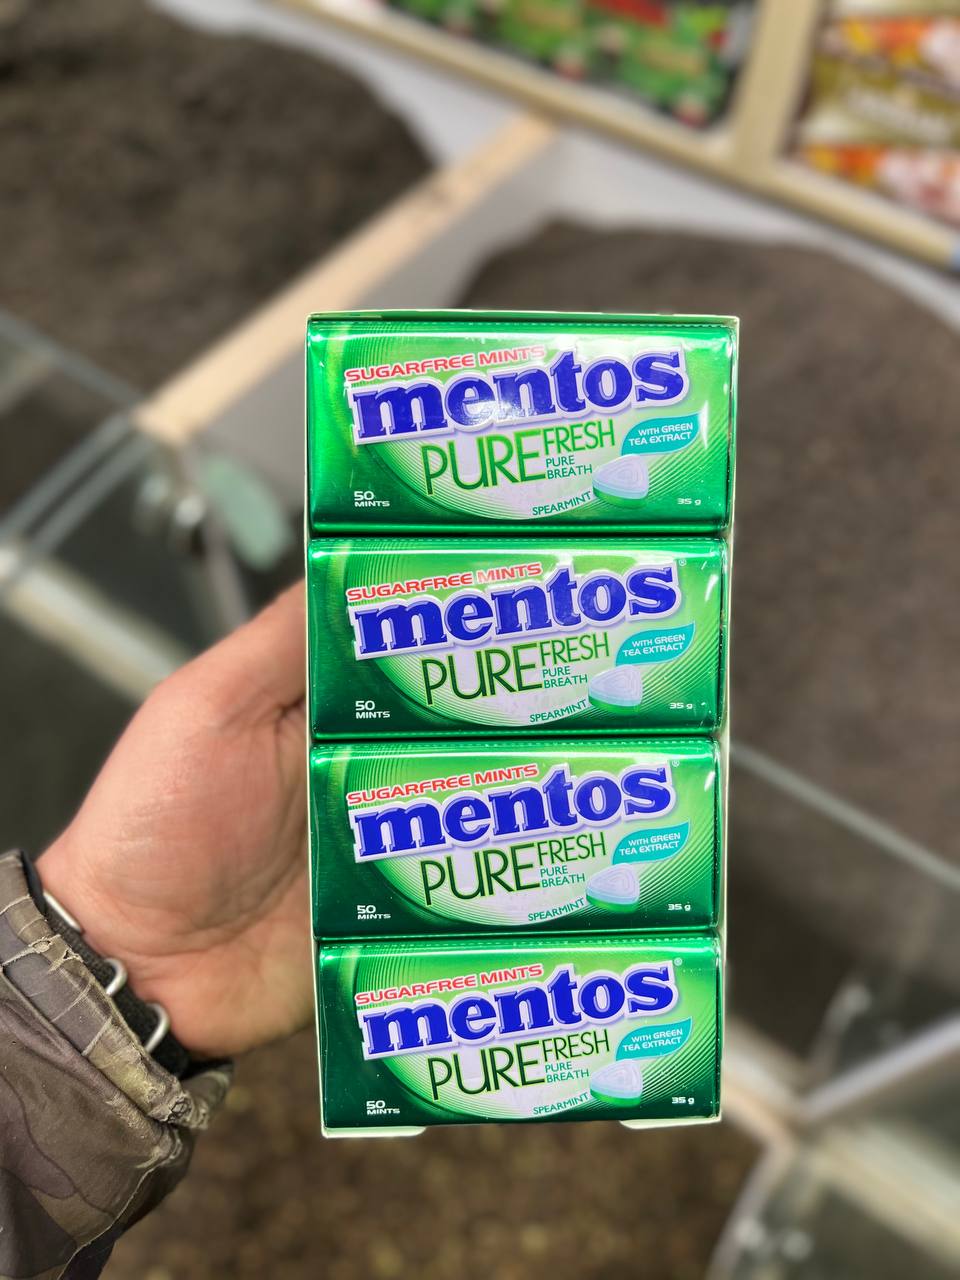 SUGARFREE MINTS
mentos
PURE FRESH
PURE
BREATH
WITH GREEN
TEA EXTRACT
SPEARMINT
50
MINTS
35 g
SUGARFREE MINTS
mentos®
PURE FRESH
PURE
BREATH
WITH GREEN
TEA EXTRACT
SPEARMINT
50
MINTS
35 g
SUGARFREE MINTS
mentos®
PURE FRESH
PURE
BREATH
WITH GREEN
TEA EXTRACT
SPEARMINT
50
MINTS
35 g
SUGARFREE MINTS
mentos®
PURE FRESH
PURE
BREATH
WITH GREEN
TEA EXTRACT
SPEARMINT
50
MINTS
35 g